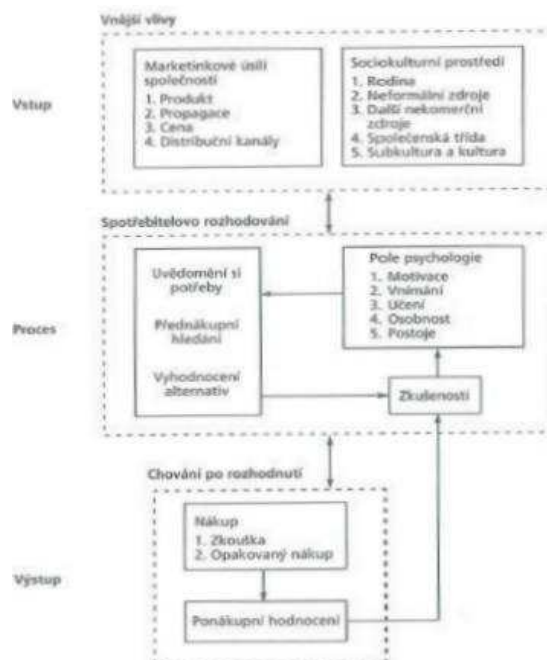 Vnější vlivy
Vstup
Marketinkové úsilí
společností
1. Produkt
2. Propagace
3. Cena
4. Distribuční kanály
Sociokulturní prostředí
1. Rodina
2. Neformální zdroje
3. Další nekomerční
zdroje
4. Společenská třída
5. Subkultura a kultura
Spotřebitelovo rozhodování
Proces
Uvědomění si
potřeby
Přednákupní
hledání
Vyhodnocení
alternativ
Pole psychologie
1. Motivace
2. Vnímání
3. Učení
4. Osobnost
5. Postoje
Zkušenosti
Chování po rozhodnutí
Výstup
Nákup
1. Zkouška
2. Opakovaný nákup
Ponákupní hodnocení